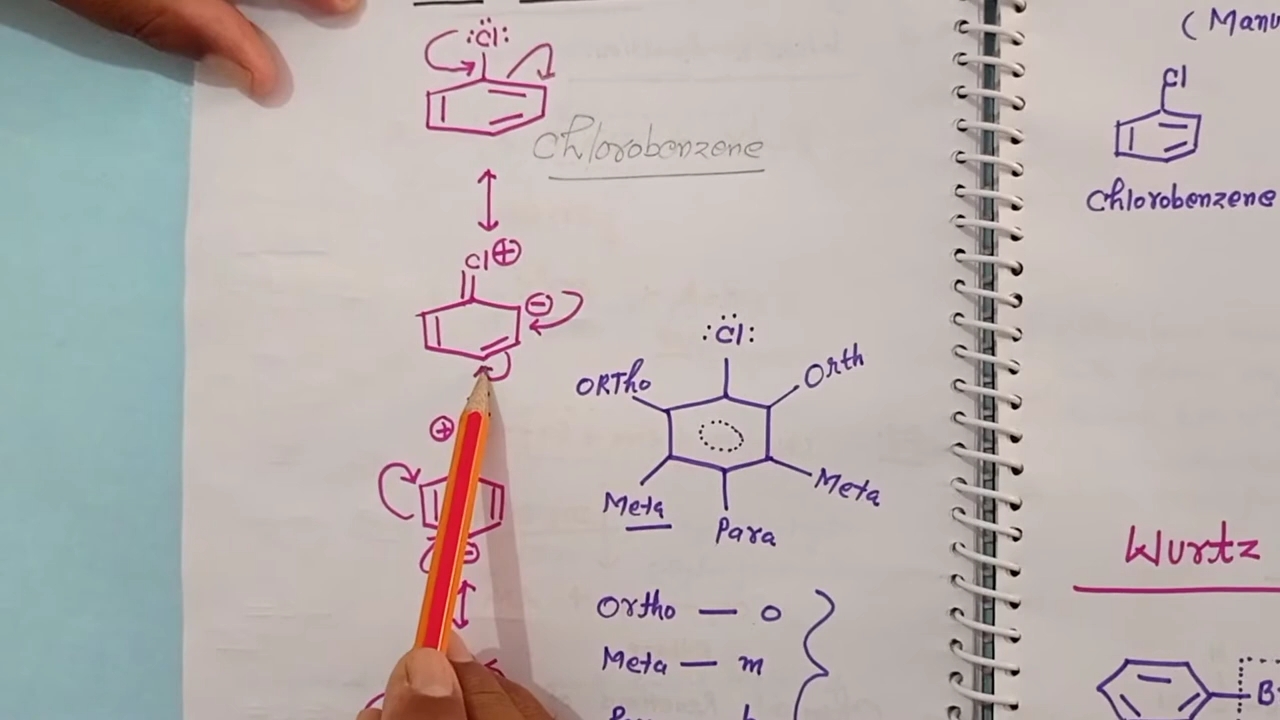 :Cl:
Chlorobenzene
Cl ⊕
⊖
:Cl:
ORTHo
Orth
Meta
Meta
Para
⊕
⊖
Ortho — o
Meta — m
(Manu
Cl
Chlorobenzene
Wurtz
B